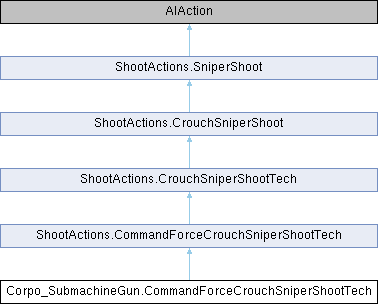 AIAction
ShootActions.SniperShoot
ShootActions.CrouchSniperShoot
ShootActions.CrouchSniperShootTech
ShootActions.CommandForceCrouchSniperShootTech
Corpo_SubmachineGun.CommandForceCrouchSniperShootTech